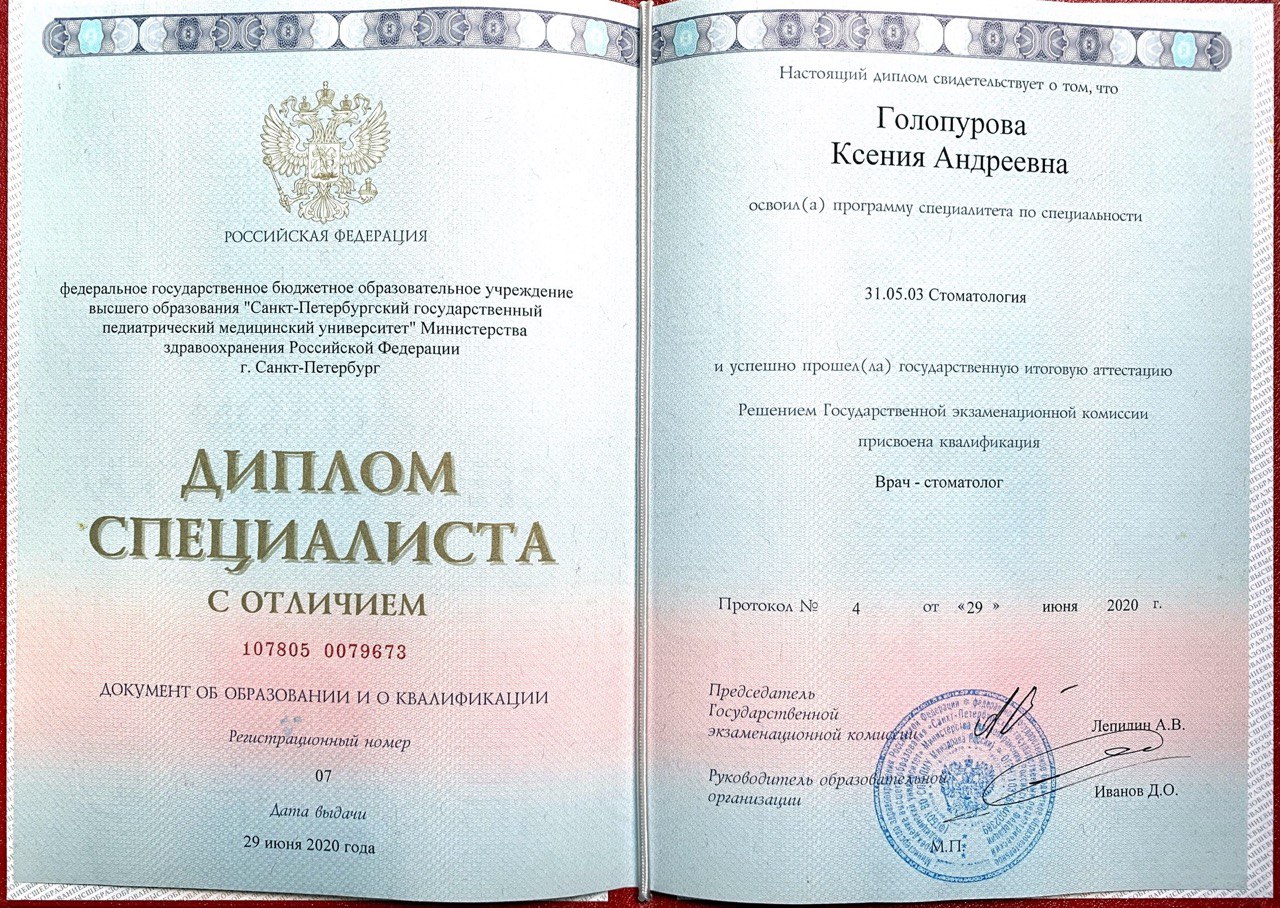 РОССИЙСКАЯ ФЕДЕРАЦИЯ
федеральное государственное бюджетное образовательное учреждение
высшего образования "Санкт-Петербургский государственный
педиатрический медицинский университет" Министерства
здравоохранения Российской Федерации
г. Санкт-Петербург
ДИПЛОМ
СПЕЦИАЛИСТА
С ОТЛИЧИЕМ
107805 0079673
ДОКУМЕНТ ОБ ОБРАЗОВАНИИ И О КВАЛИФИКАЦИИ
Регистрационный номер
07
Дата выдачи
29 июня 2020 года
Настоящий диплом свидетельствует о том, что
Голопурова
Ксения Андреевна
освоил(а) программу специалитета по специальности
31.05.03 Стоматология
и успешно прошел(ла) государственную итоговую аттестацию
Решением Государственной экзаменационной комиссии
присвоена квалификация
Врач - стоматолог
Протокол № 4 от «29 » июня 2020 г.
Председатель
Государственной
экзаменационной комиссии
Лепилин А.В.
Руководитель образовательной
организации
Иванов Д.О.
М.П.